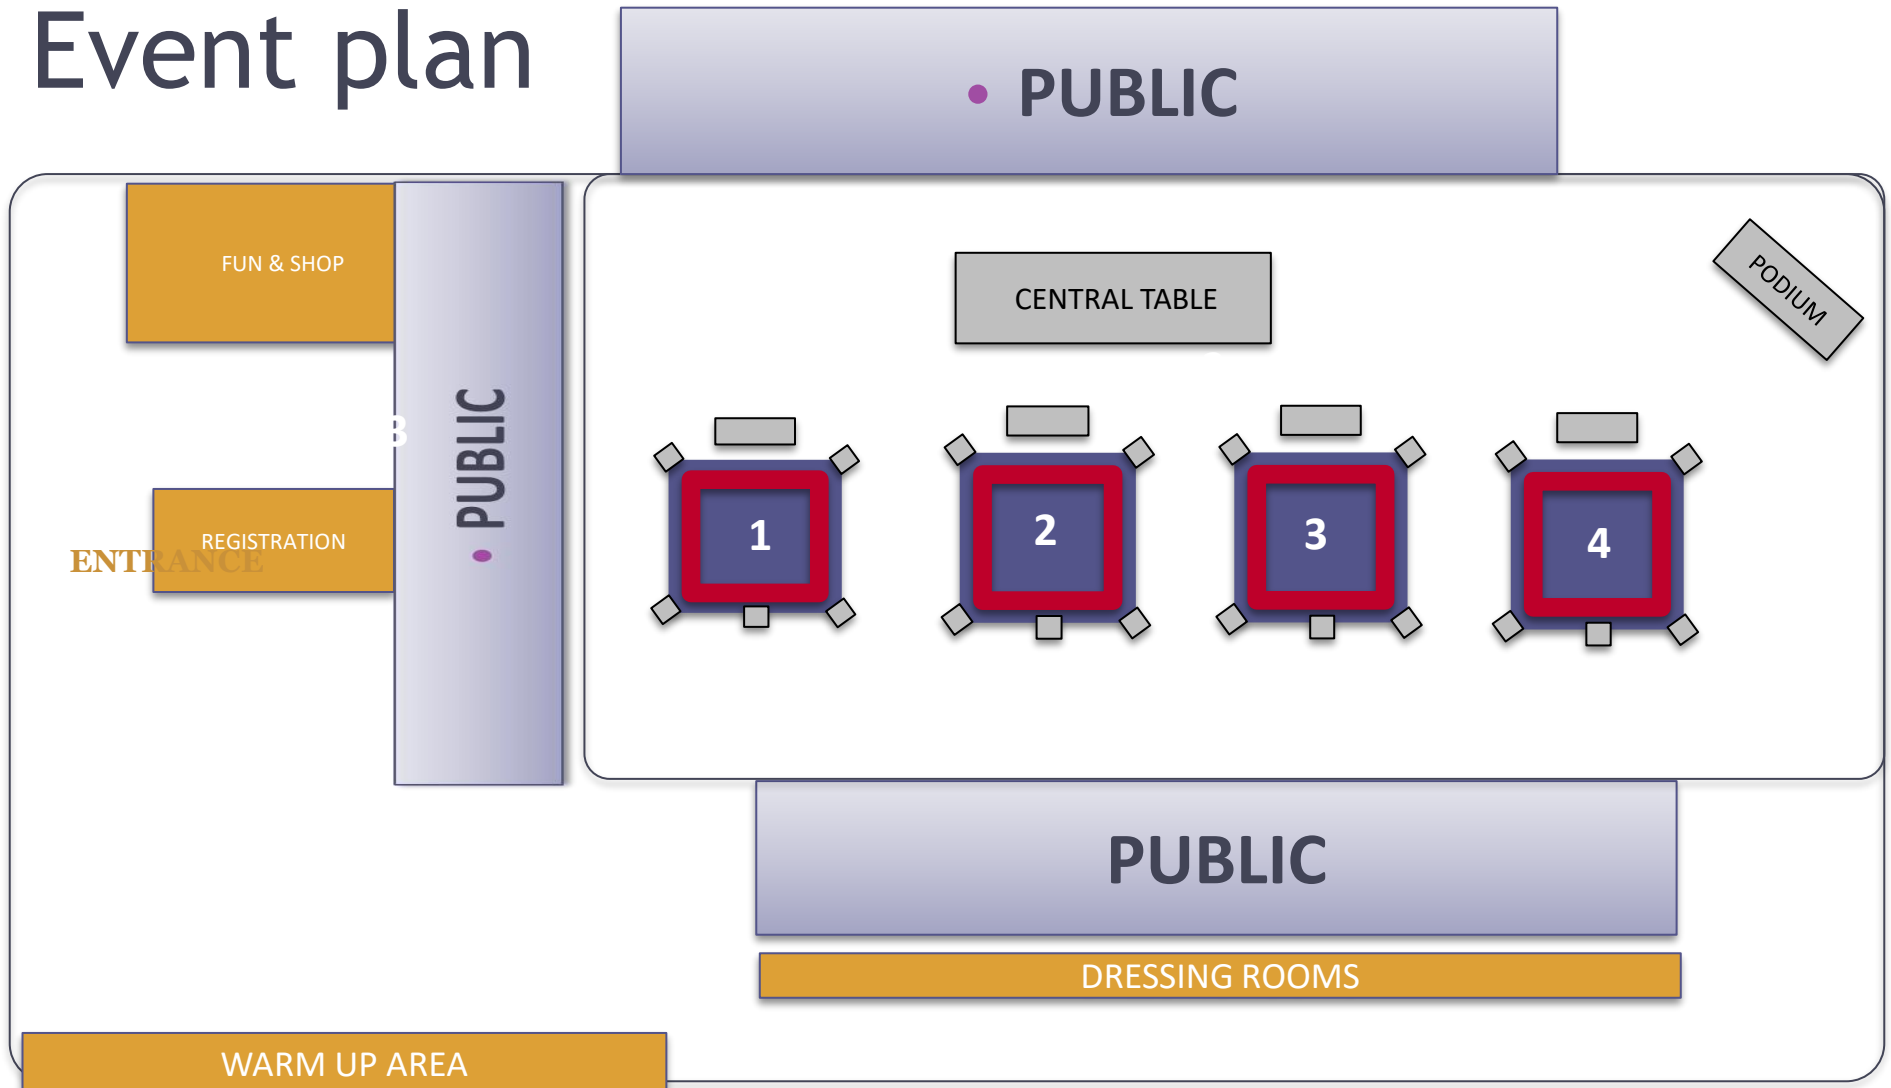 Event plan
• PUBLIC
FUN & SHOP
• PUBLIC
CENTRAL TABLE
PODIUM
REGISTRATION
ENTRANCE
1
2
3
4
PUBLIC
DRESSING ROOMS
WARM UP AREA